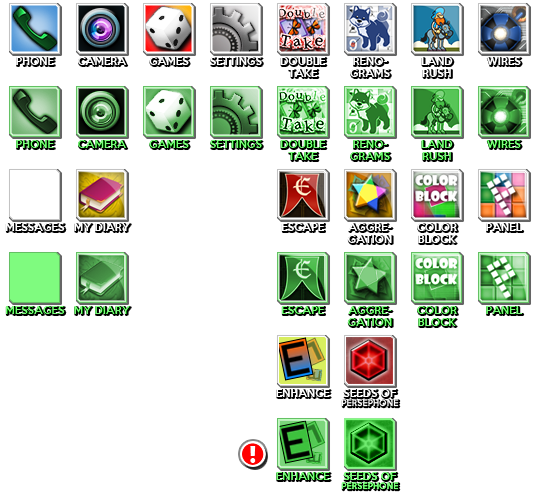 Double
Take
PHONE
CAMERA
GAMES
SETTINGS
DOUBLE
TAKE
RENO-
GRAMS
LAND
RUSH
WIRES
Double
Take
PHONE
CAMERA
GAMES
SETTINGS
DOUBLE
TAKE
RENO-
GRAMS
LAND
RUSH
WIRES
E
COLOR
BLOCK
MESSAGES
MY DIARY
ESCAPE
AGGRE-
GATION
COLOR
BLOCK
PANEL
E
COLOR
BLOCK
MESSAGES
MY DIARY
ESCAPE
AGGRE-
GATION
COLOR
BLOCK
PANEL
E
ENHANCE
SEEDS OF
PERSEPHONE
!
E
ENHANCE
SEEDS OF
PERSEPHONE